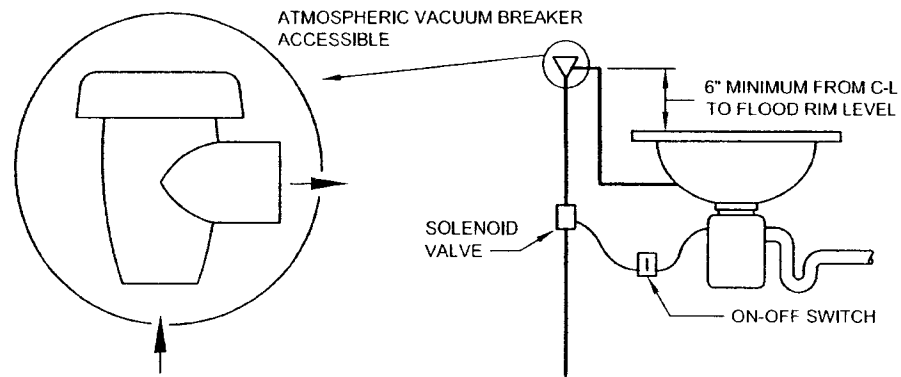 ATMOSPHERIC VACUUM BREAKER
ACCESSIBLE
6" MINIMUM FROM C-L
TO FLOOD RIM LEVEL
SOLENOID
VALVE
ON-OFF SWITCH